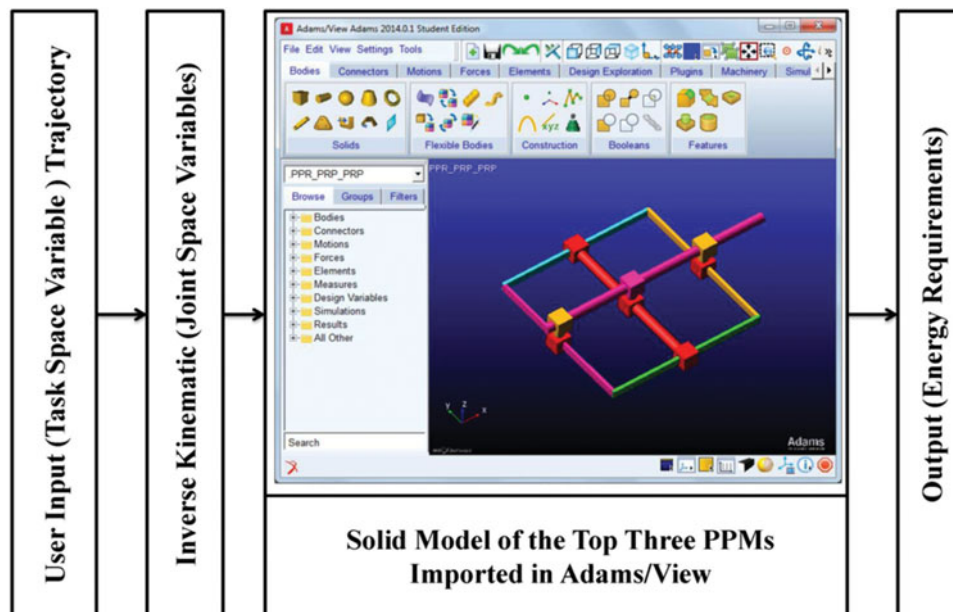 User Input (Task Space Variable ) Trajectory
Inverse Kinematic (Joint Space Variables)
Adams/View Adams 2014.0.1 Student Edition
File Edit View Settings Tools
Bodies Connectors Motions Forces Elements Design Exploration Plugins Machinery Simul
Solids Flexible Bodies Construction Booleans Features
.PPR_PRP_PRP
Browse Groups Filters
Bodies
Connectors
Motions
Forces
Elements
Measures
Design Variables
Simulations
Results
All Other
Search
PPR_PRP_PRP
Y Z X
Adams
Solid Model of the Top Three PPMs
Imported in Adams/View
Output (Energy Requirements)